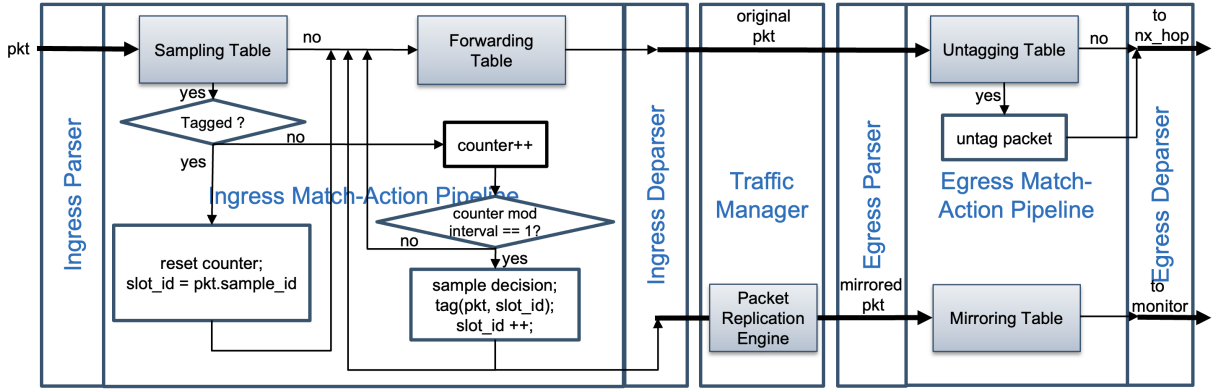 pkt
Sampling Table
no
Forwarding
Table
original
pkt
Untagging Table
no
to
nx_hop
yes
Tagged ?
no
yes
counter++
yes
untag packet
Ingress Parser
Ingress Match-Action Pipeline
Ingress Deparser
Traffic
Manager
Egress Parser
Egress Match-
Action Pipeline
Egress Deparser
counter mod
interval == 1?
no
yes
reset counter;
slot_id = pkt.sample_id
sample decision;
tag(pkt, slot_id);
slot_id ++;
Packet
Replication
Engine
mirrored
pkt
Mirroring Table
to
monitor